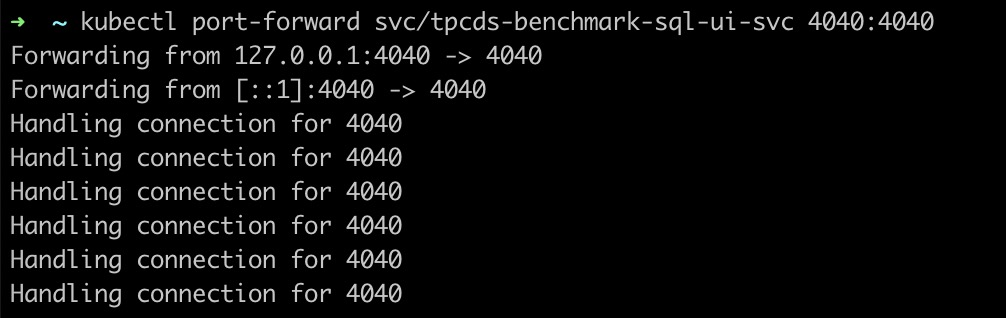 ➜  ~ kubectl port-forward svc/tpcds-benchmark-sql-ui-svc 4040:4040
Forwarding from 127.0.0.1:4040 -> 4040
Forwarding from [::1]:4040 -> 4040
Handling connection for 4040
Handling connection for 4040
Handling connection for 4040
Handling connection for 4040
Handling connection for 4040
Handling connection for 4040